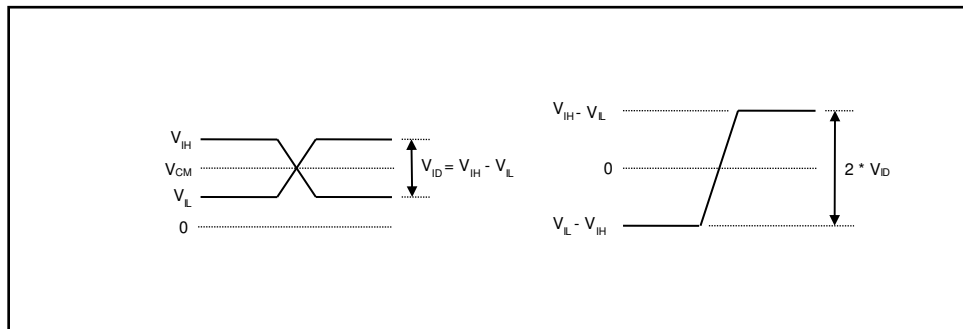 V_IH
V_CM
V_IL
0
V_ID = V_IH - V_IL
V_IH - V_IL
0
V_IL - V_IH
2 * V_ID